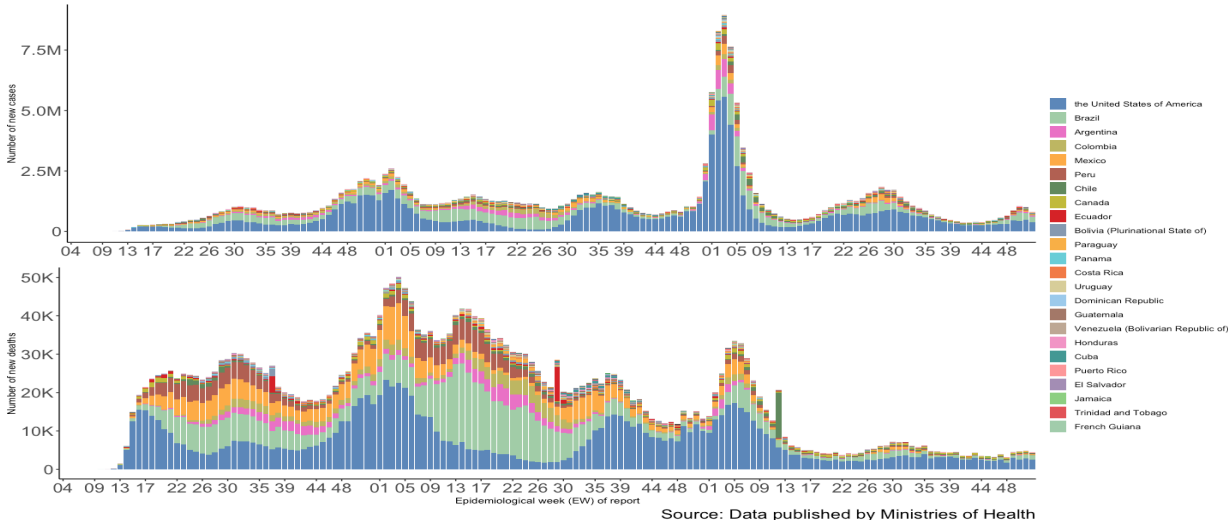 Number of new cases
7.5M
5.0M
2.5M
0
04 09 13 17 22 26 30 35 39 44 48 01 05 09 13 17 22 26 30 35 39 44 48 01 05 09 13 22 26 30 35 39 44 48
Number of new deaths
50K
40K
30K
20K
10K
0
04 09 13 17 22 26 30 35 39 44 48 01 05 09 13 17 22 26 30 35 39 44 48 01 05 09 13 17 22 26 30 35 39 44 48
Epidemiological week (EW) of report
the United States of America
Brazil
Argentina
Colombia
Mexico
Peru
Chile
Canada
Ecuador
Bolivia (Plurinational State of)
Paraguay
Panama
Costa Rica
Uruguay
Dominican Republic
Guatemala
Venezuela (Bolivarian Republic of)
Honduras
Cuba
Puerto Rico
El Salvador
Jamaica
Trinidad and Tobago
French Guiana
Source: Data published by Ministries of Health